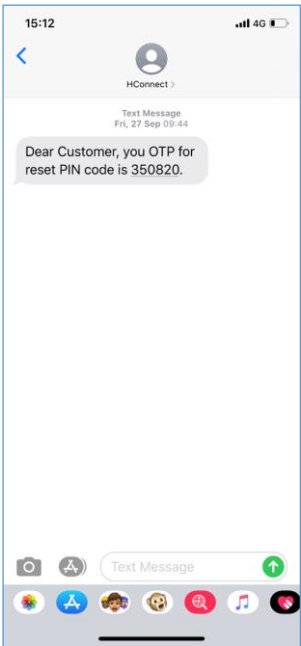 15:12
4G
HConnect >
Text Message
Fri, 27 Sep 09:44
Dear Customer, you OTP for
reset PIN code is 350820.
Text Message